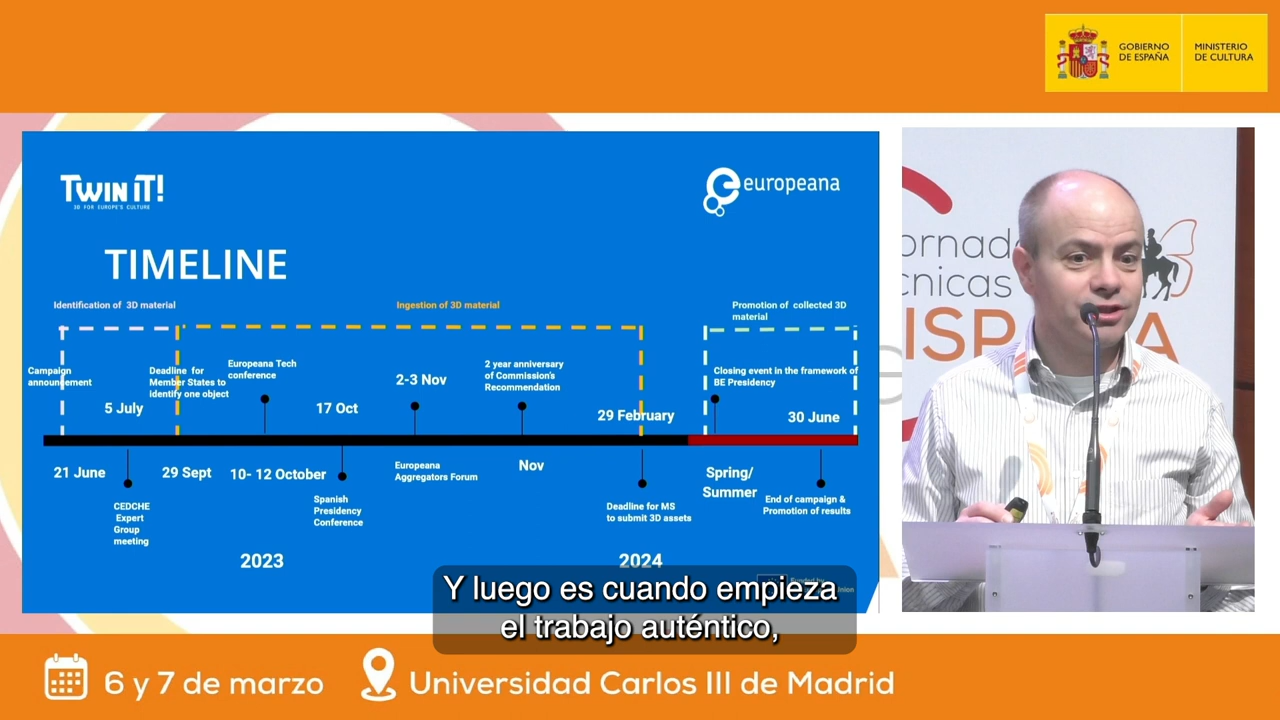 GOBIERNO
DE ESPAÑA
MINISTERIO
DE CULTURA
TWIN IT!
3D FOR EUROPE'S CULTURE
europeana
TIMELINE
Identification of 3D material
Ingestion of 3D material
Promotion of collected 3D
material
Campaign
announcement
Deadline for
Member States to
identify one object
Europeana Tech
conference
2-3 Nov
2 year anniversary
of Commission's
Recommendation
Closing event in the framework of
BE Presidency
5 July
17 Oct
29 February
30 June
21 June
29 Sept
10- 12 October
Europeana
Aggregators Forum
Nov
Spring/
Summer
CEDCHE
Expert
Group
meeting
Spanish
Presidency
Conference
Deadline for MS
to submit 3D assets
End of campaign &
Promotion of results
2023
2024
ornad
cnicas
ISP A
Y luego es cuando empieza
el trabajo auténtico,
6 y 7 de marzo
Universidad Carlos III de Madrid